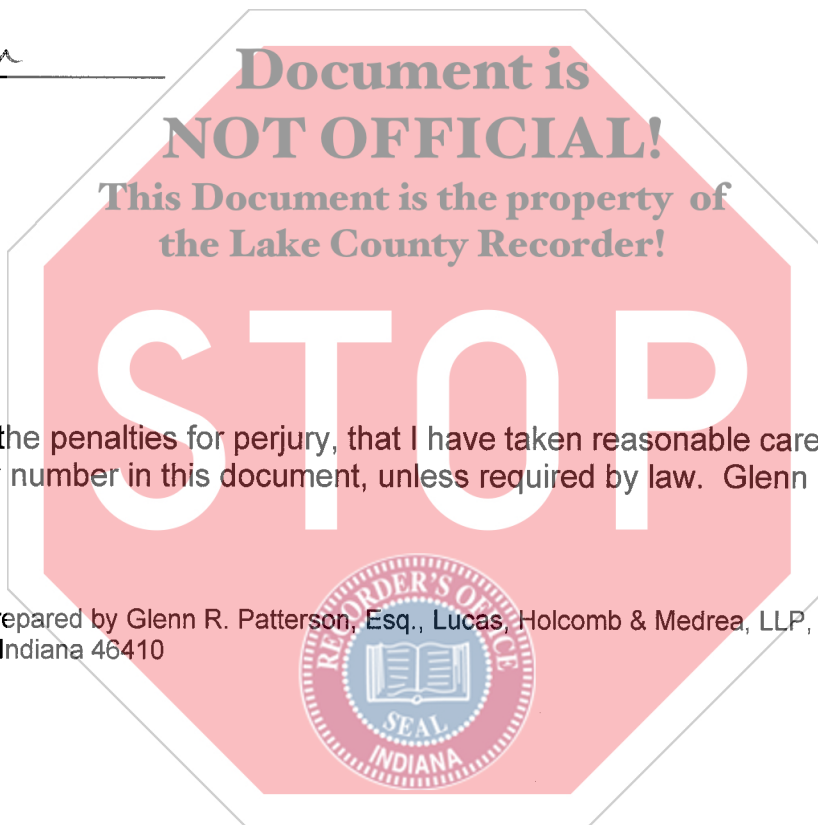 Document is
NOT OFFICIAL!
This Document is the property of
the Lake County Recorder!
STOP
the penalties for perjury, that I have taken reasonable care
number in this document, unless required by law. Glenn
epared by Glenn R. Patterson, Esq., Lucas, Holcomb & Medrea, LLP,
Indiana 46410
RECORDER'S OFFICE
SEAL
INDIANA